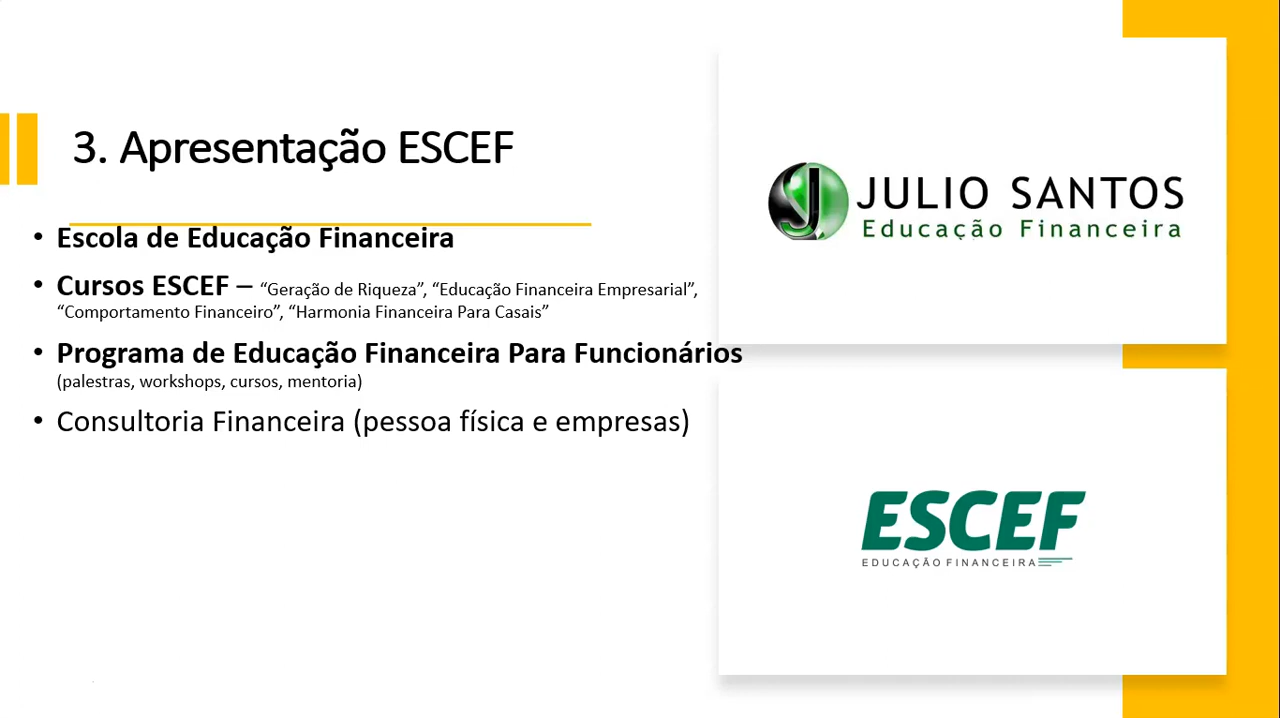 3. Apresentação ESCEF
• Escola de Educação Financeira
• Cursos ESCEF – “Geração de Riqueza”, “Educação Financeira Empresarial”,
“Comportamento Financeiro”, “Harmonia Financeira Para Casais”
• Programa de Educação Financeira Para Funcionários
(palestras, workshops, cursos, mentoria)
• Consultoria Financeira (pessoa física e empresas)
JULIO SANTOS
Educação Financeira
ESCEF
EDUCAÇÃO FINANCEIRA